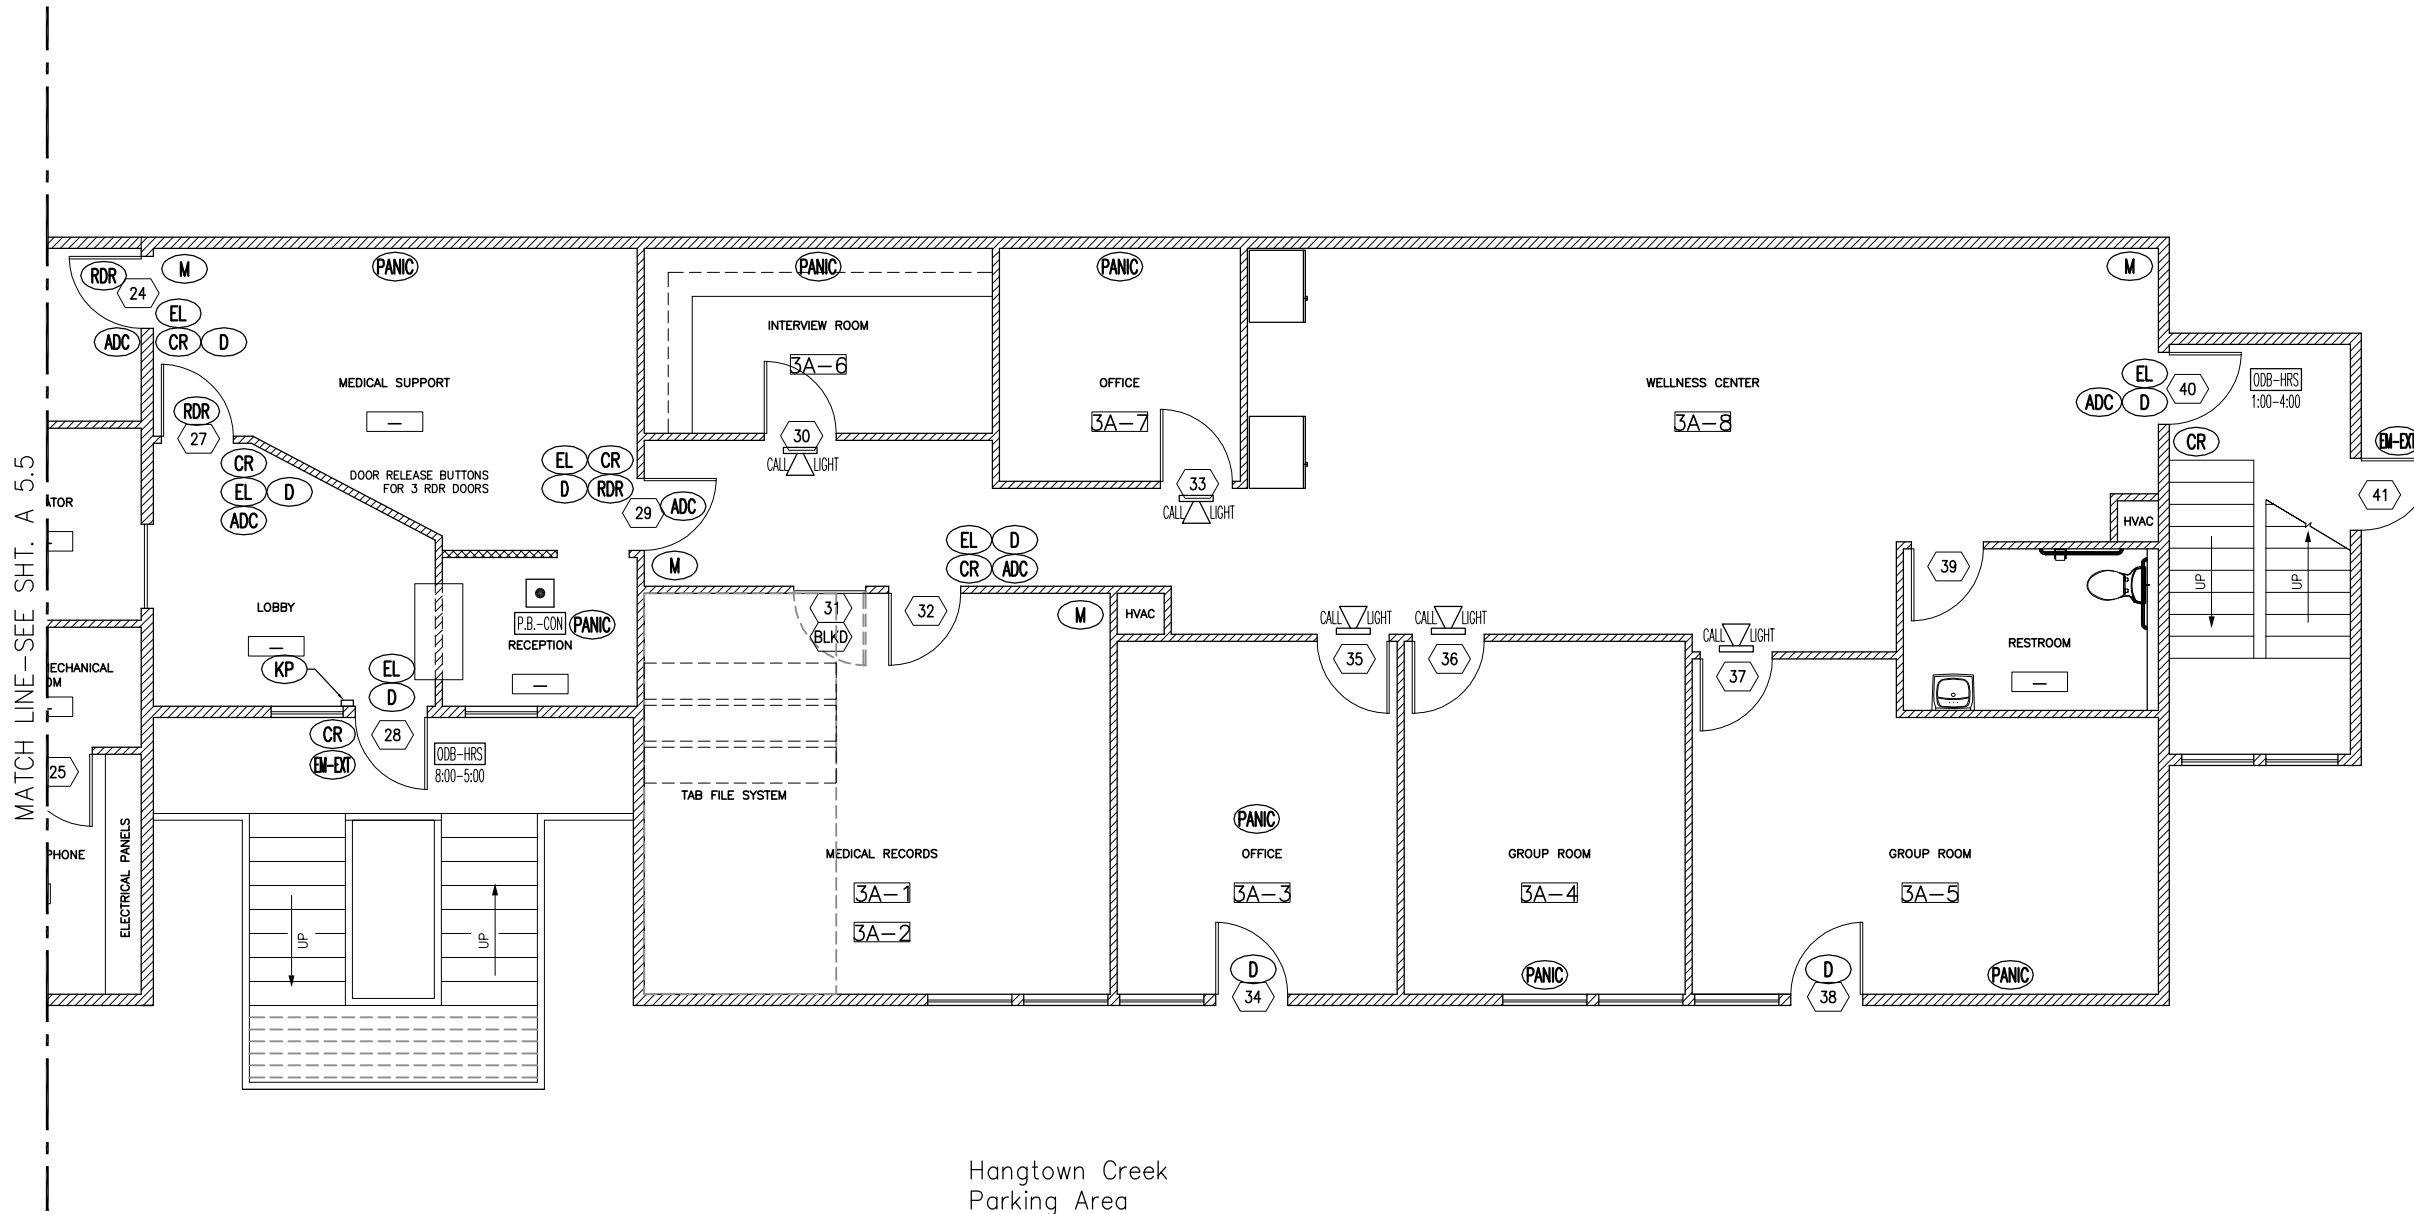 MATCH LINE-SEE SHT. A 5.5
RDR
24
M
EL
ADC
CR
D
PANIC
MEDICAL SUPPORT
—
RDR
27
CR
EL
D
ADC
DOOR RELEASE BUTTONS
FOR 3 RDR DOORS
EL
CR
D
RDR
29
ADC
M
PANIC
INTERVIEW ROOM
3A-6
30
CALL LIGHT
PANIC
OFFICE
3A-7
33
CALL LIGHT
EL
D
CR
ADC
WELLNESS CENTER
3A-8
M
EL
ADC
D
40
CR
ODB-HRS
1:00-4:00
EM-EXT
41
HVAC
UP
UP
39
RESTROOM
—
ATOR
ECHANICAL
OM
25
PHONE
ELECTRICAL PANELS
LOBBY
—
KP
EL
D
CR
28
EM-EXT
ODB-HRS
8:00-5:00
P.B.-CON
PANIC
RECEPTION
—
UP
UP
31
BLKD
32
M
HVAC
TAB FILE SYSTEM
MEDICAL RECORDS
3A-1
3A-2
CALL LIGHT
35
PANIC
OFFICE
3A-3
D
34
CALL LIGHT
36
GROUP ROOM
3A-4
PANIC
CALL LIGHT
37
GROUP ROOM
3A-5
D
38
PANIC
Hangtown Creek
Parking Area